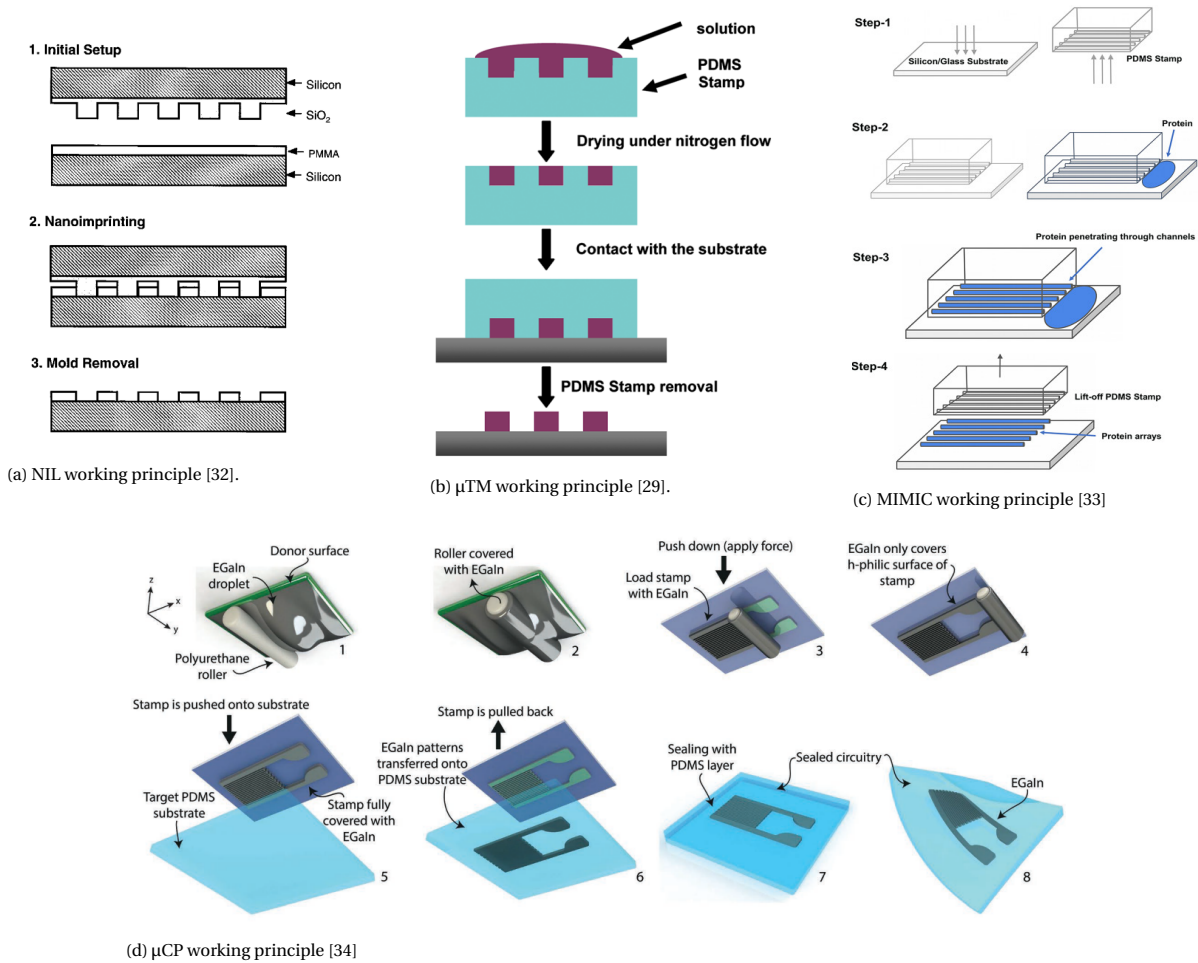 1. Initial Setup
Silicon
SiO2
PMMA
Silicon
2. Nanoimprinting
3. Mold Removal
(a) NIL working principle [32].
solution
PDMS
Stamp
Drying under nitrogen flow
Contact with the substrate
PDMS Stamp removal
(b) μTM working principle [29].
Step-1
Silicon/Glass Substrate
PDMS Stamp
Step-2
Protein
Protein penetrating through channels
Step-3
Step-4
Lift-off PDMS Stamp
Protein arrays
(c) MIMIC working principle [33]
z
x
y
EGaIn
droplet
Donor surface
Polyurethane
roller
1
Roller covered
with EGaIn
2
Push down (apply force)
Load stamp
with EGaIn
3
EGaIn only covers
h-philic surface of
stamp
4
Stamp is pushed onto substrate
Target PDMS
substrate
Stamp fully
covered with
EGaIn
5
Stamp is pulled back
EGaIn patterns
transferred onto
PDMS substrate
6
Sealing with
PDMS layer
Sealed circuitry
7
EGaIn
8
(d) μCP working principle [34]